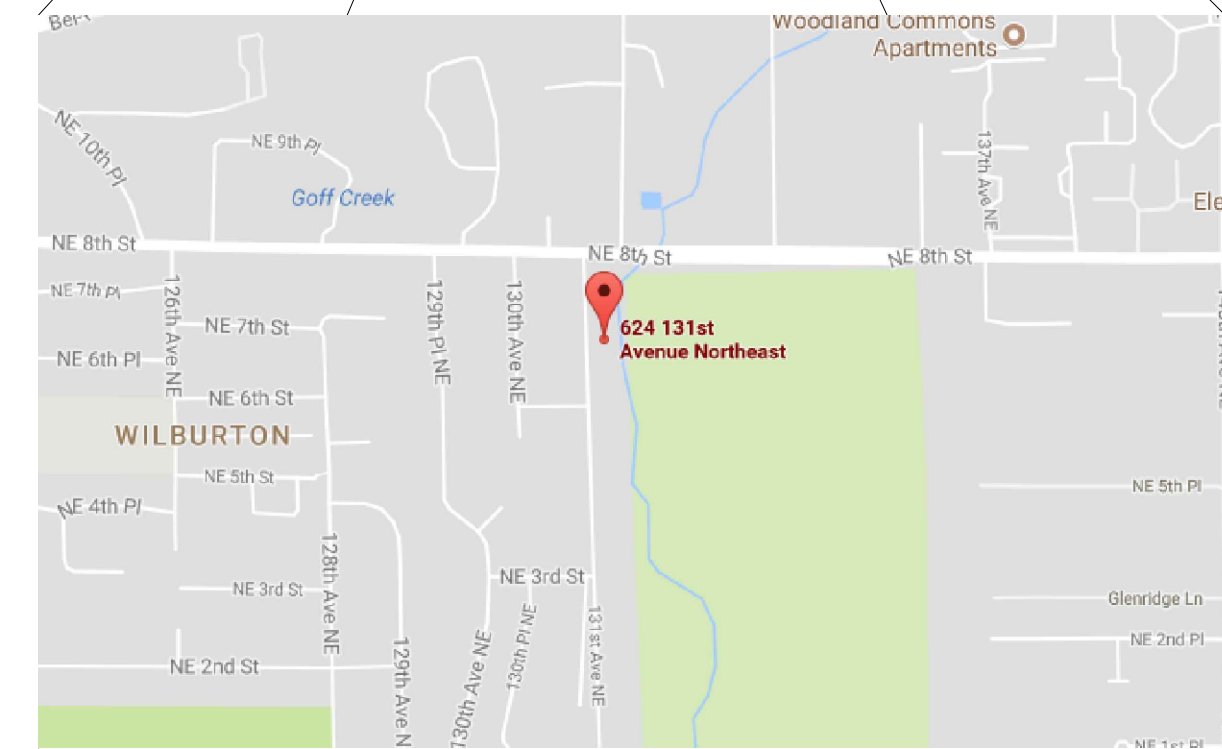 Woodland Commons
Apartments
NE 10th Pl
NE 9th Pl
137th Ave NE
Goff Creek
Ele
NE 8th St
NE 8th St
NE 8th St
NE 7th Pl
126th Ave NE
129th Pl NE
130th Ave NE
NE 7th St
624 131st
Avenue Northeast
NE 6th Pl
NE 6th St
WILBURTON
NE 5th St
NE 5th Pl
NE 4th Pl
128th Ave NE
NE 3rd St
NE 3rd St
Glenridge Ln
130th Pl NE
131st Ave NE
NE 2nd Pl
NE 2nd St
129th Ave N
130th Ave NE
NE 1st Pl